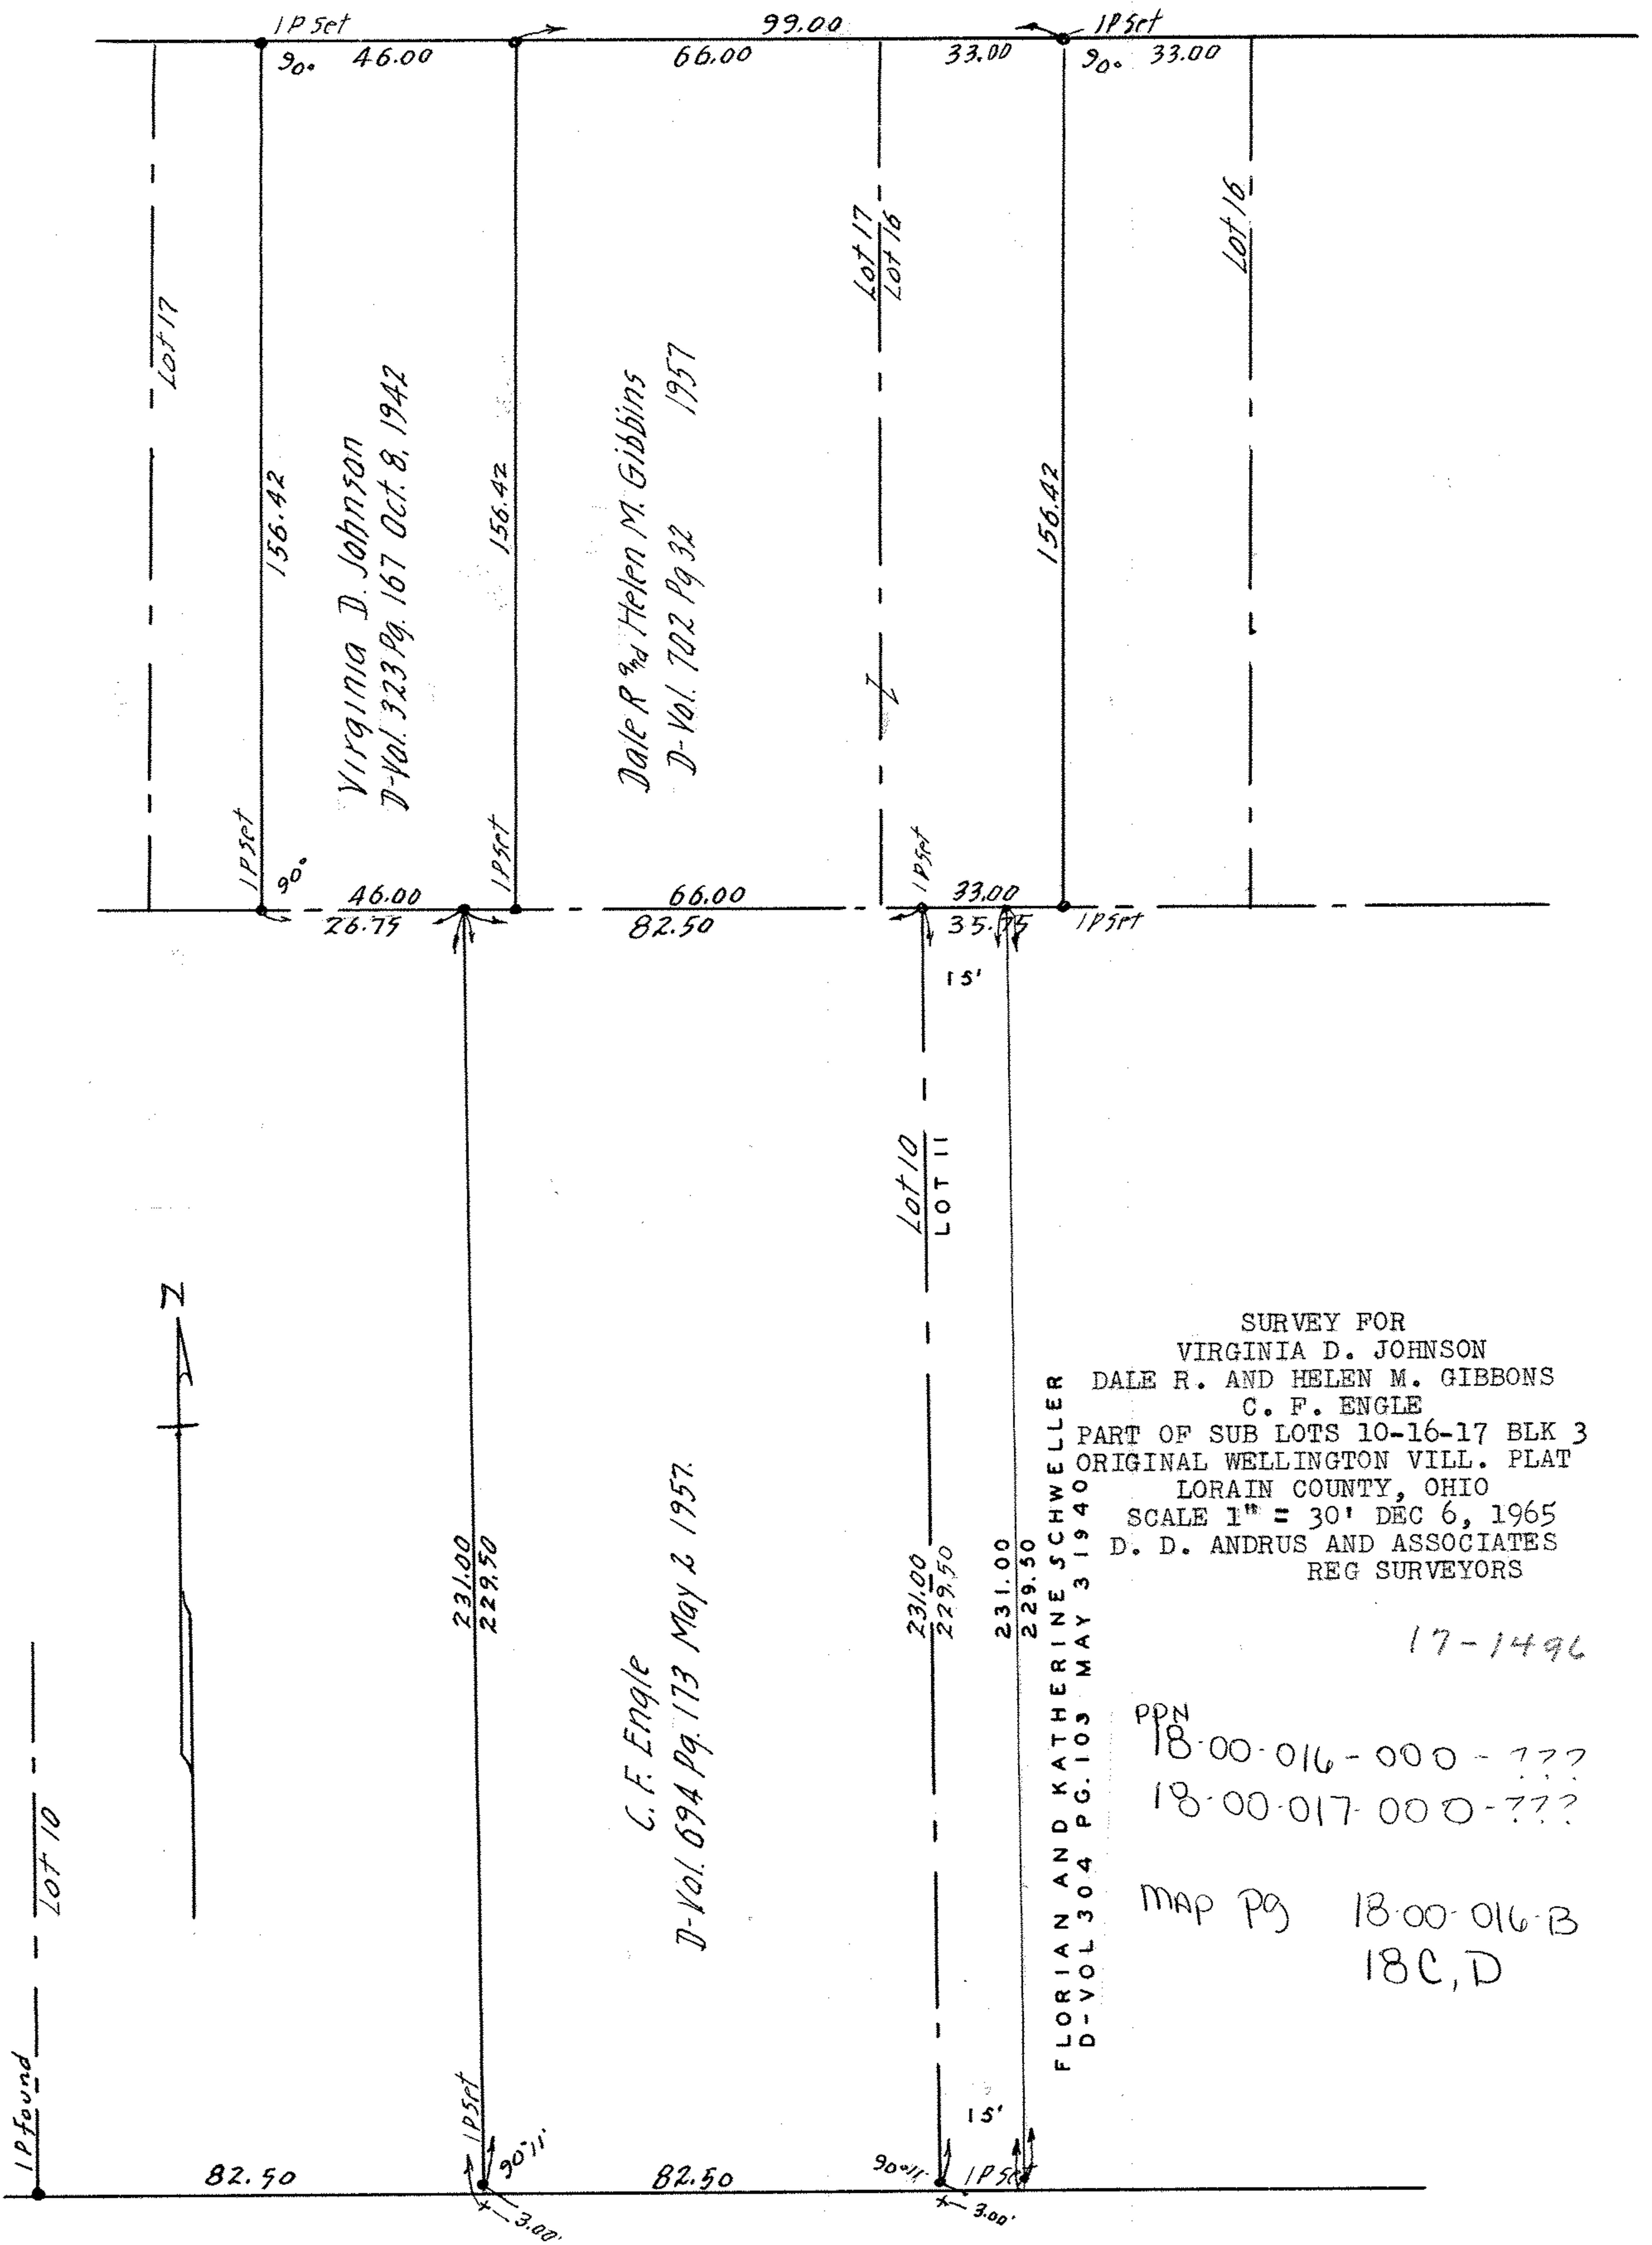 IP Set
99.00
IP Set
90° 46.00
66.00
33.00
90° 33.00
Lot 17
156.42
Virginia D. Johnson
D-Vol. 323 Pg. 167 Oct. 8, 1942
156.42
Dale R and Helen M. Gibbins
D-Vol. 702 Pg 32 1957
Lot 17
Lot 16
156.42
Lot 16
IP Set
90°
IP Set
IP Set
46.00
66.00
33.00
26.75
82.50
35.75
IP Set
15'
Lot 10
LOT 11
N
231.00
229.50
C. F. Engle
D-Vol. 694 Pg. 173 May 2 1957.
231.00
229.50
231.00
229.50
FLORIAN AND KATHERINE SCHWELLER
D-VOL 304 PG. 103 MAY 3 1940
SURVEY FOR
VIRGINIA D. JOHNSON
DALE R. AND HELEN M. GIBBONS
C. F. ENGLE
PART OF SUB LOTS 10-16-17 BLK 3
ORIGINAL WELLINGTON VILL. PLAT
LORAIN COUNTY, OHIO
SCALE 1" = 30' DEC 6, 1965
D. D. ANDRUS AND ASSOCIATES
REG SURVEYORS
17-1496
PPN
18-00-016-000-???
18-00-017-000-???
MAP pg 18-00-016-B
18C, D
Lot 10
IP found
IP Set
90°11'
15'
90°11'
IP Set
82.50
82.50
3.00'
3.00'